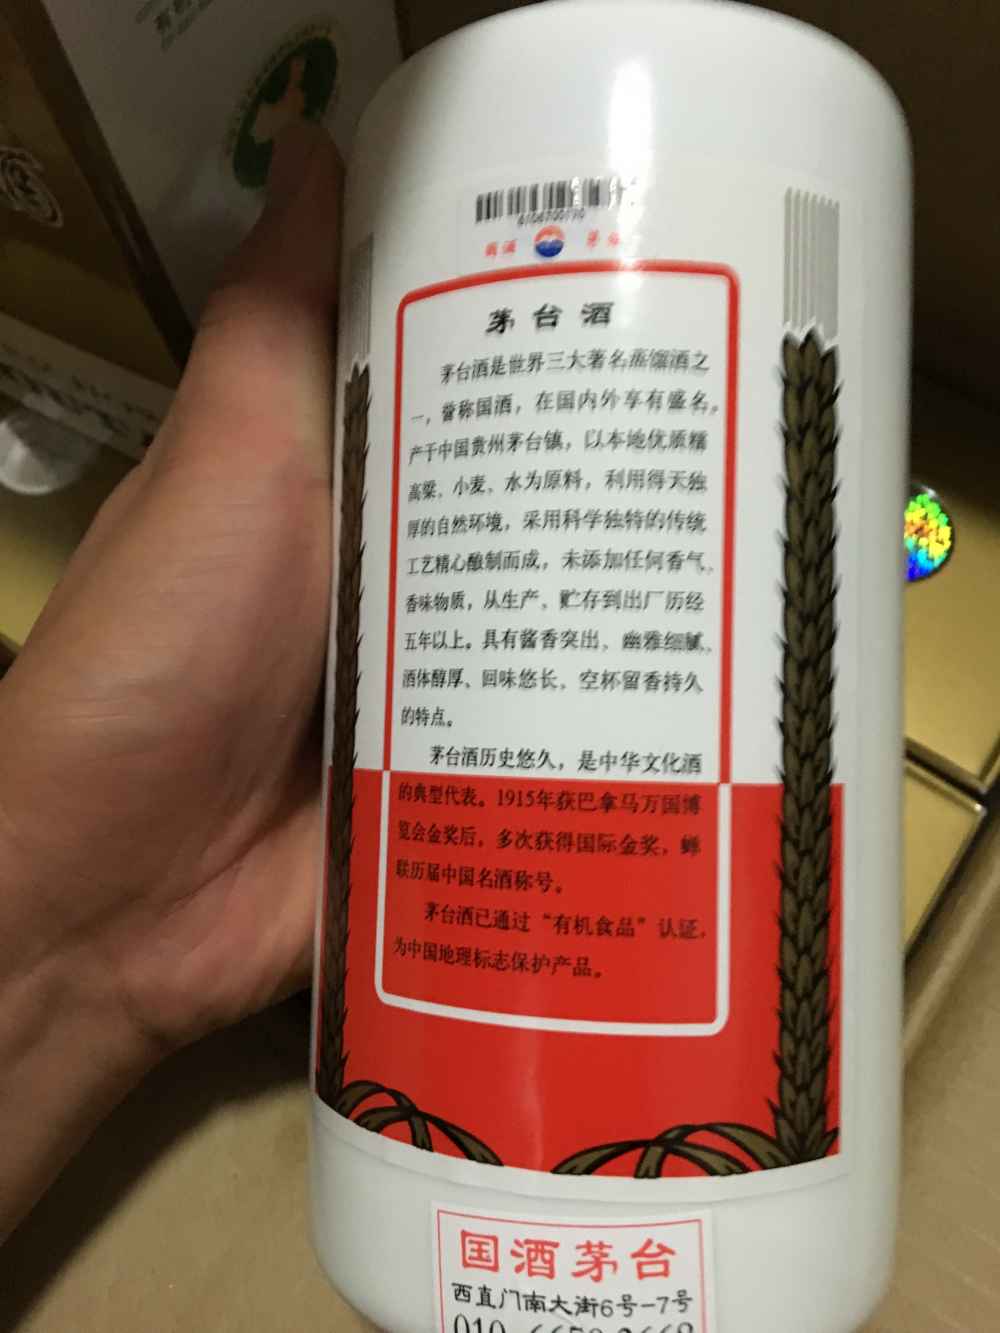 国酒 茅台
茅台酒
茅台酒是世界三大著名蒸馏酒之
一，誉称国酒，在国内外享有盛名。
产于中国贵州茅台镇，以本地优质糯
高粱、小麦、水为原料，利用得天独
厚的自然环境，采用科学独特的传统
工艺精心酿制而成，未添加任何香气、
香味物质，从生产、贮存到出厂历经
五年以上。具有酱香突出、幽雅细腻、
酒体醇厚、回味悠长、空杯留香持久
的特点。
茅台酒历史悠久，是中华文化酒
的典型代表。1915年获巴拿马万国博
览会金奖后，多次获得国际金奖，蝉
联历届中国名酒称号。
茅台酒已通过“有机食品”认证，
为中国地理标志保护产品。
国酒茅台
西直门南大街6号-7号